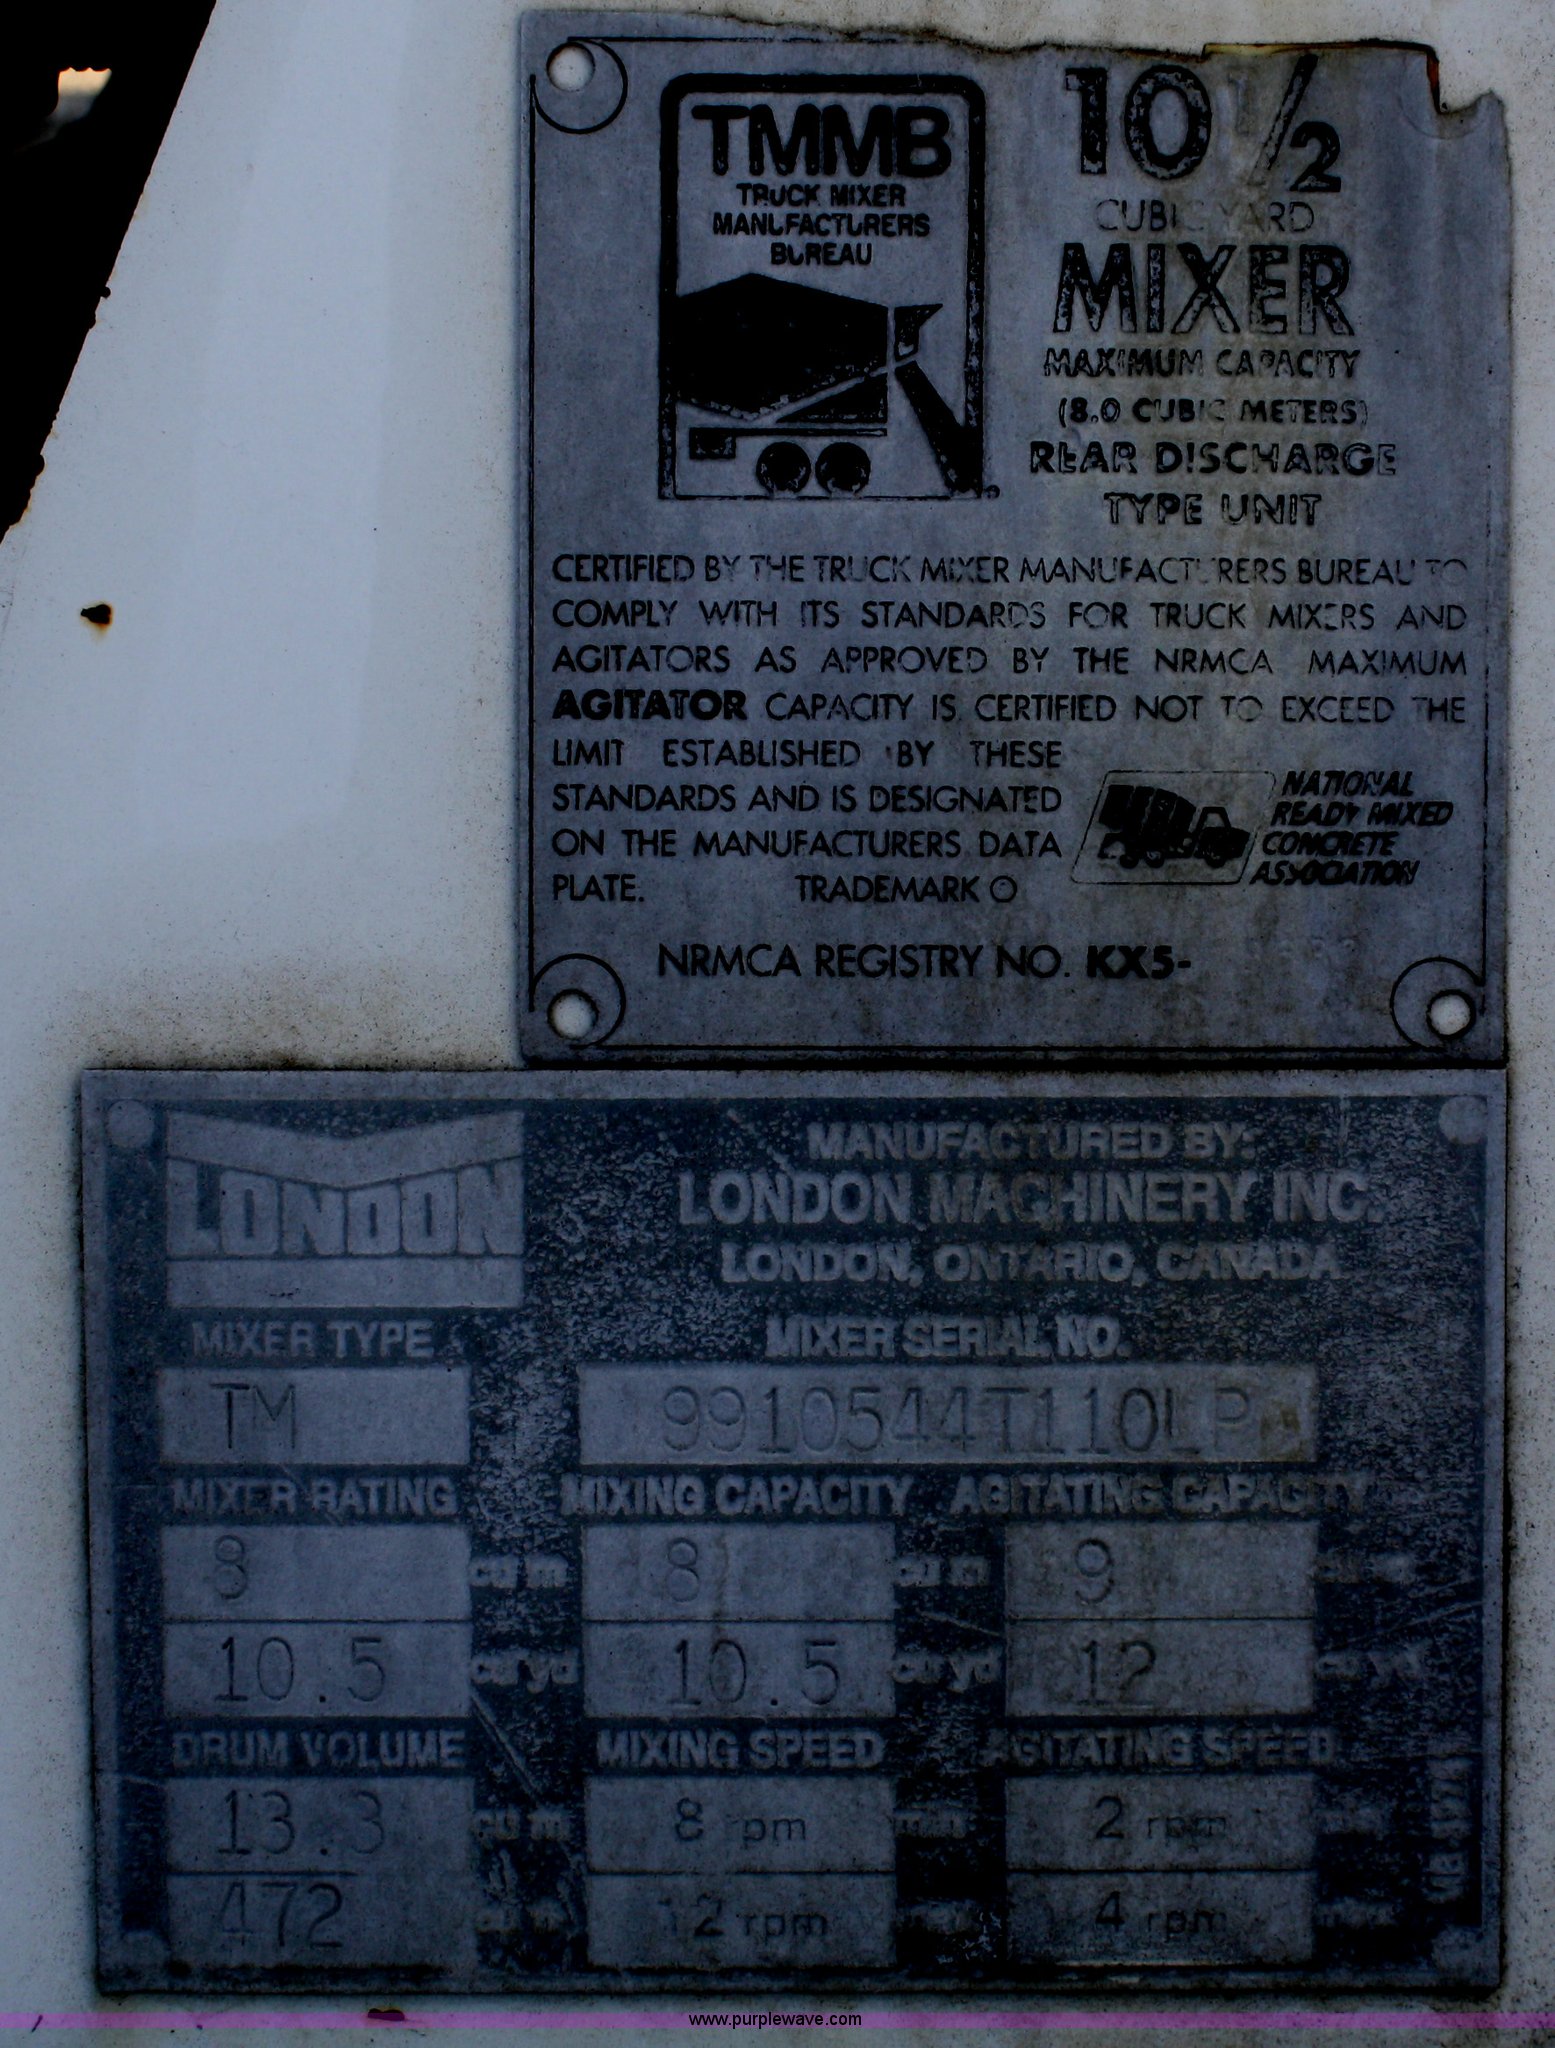 TMMB
TRUCK MIXER
MANUFACTURERS
BUREAU
10 1/2
CUBIC YARD
MIXER
MAXIMUM CAPACITY
(8.0 CUBIC METERS)
REAR DISCHARGE
TYPE UNIT
CERTIFIED BY THE TRUCK MIXER MANUFACTURERS BUREAU TO
COMPLY WITH ITS STANDARDS FOR TRUCK MIXERS AND
AGITATORS AS APPROVED BY THE NRMCA MAXIMUM
AGITATOR CAPACITY IS CERTIFIED NOT TO EXCEED THE
LIMIT ESTABLISHED BY THESE
STANDARDS AND IS DESIGNATED
ON THE MANUFACTURERS DATA
PLATE. TRADEMARK
NATIONAL
READY MIXED
CONCRETE
ASSOCIATION
NRMCA REGISTRY NO. KX5-
LONDON
MANUFACTURED BY:
LONDON MACHINERY INC.
LONDON, ONTARIO, CANADA
MIXER TYPE MIXER SERIAL NO.
TM 9910544T110LP
MIXER RATING MIXING CAPACITY AGITATING CAPACITY
8 cu m 8 cu m 9 cu m
10.5 cu yd 10.5 cu yd 12 cu yd
DRUM VOLUME MIXING SPEED AGITATING SPEED
13.3 cu m 8 rpm min 2 rpm
472 12 rpm 4 rpm
www.purplewave.com